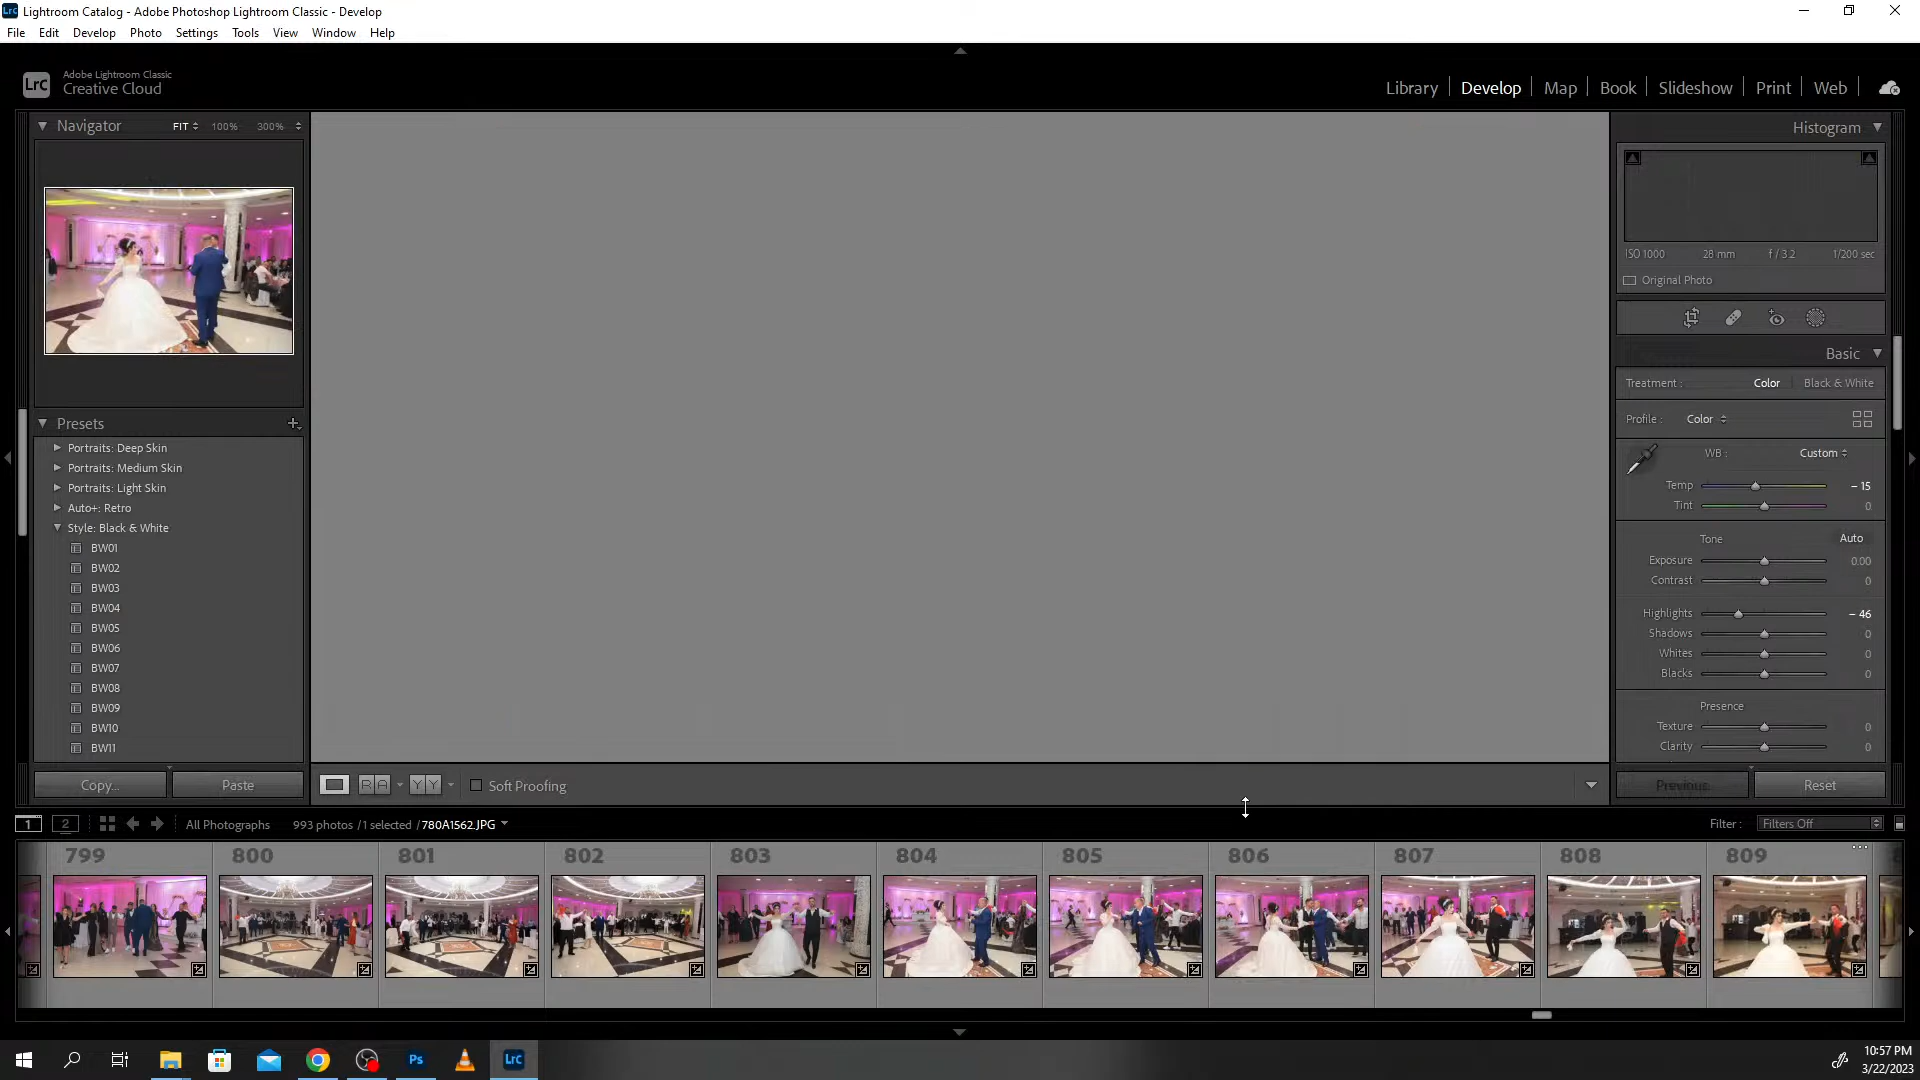 Lightroom Catalog - Adobe Photoshop Lightroom Classic - Develop
File Edit Develop Photo Settings Tools View Window Help
LrC Adobe Lightroom Classic
Creative Cloud
Library Develop Map Book Slideshow Print Web
Navigator FIT 100% 300%
Histogram
ISO 1000 28 mm f / 3.2 1/200 sec
Original Photo
Basic
Treatment : Color Black & White
Profile : Color
WB : Custom
Temp – 15
Tint 0
Tone Auto
Exposure 0.00
Contrast 0
Highlights – 46
Shadows 0
Whites 0
Blacks 0
Presence
Texture 0
Clarity 0
Presets
Portraits: Deep Skin
Portraits: Medium Skin
Portraits: Light Skin
Auto+: Retro
Style: Black & White
BW01
BW02
BW03
BW04
BW05
BW06
BW07
BW08
BW09
BW10
BW11
Copy... Paste
R A Y Y Soft Proofing
Previous Reset
1 2 All Photographs 993 photos / 1 selected / 780A1562.JPG
Filter : Filters Off
799 800 801 802 803 804 805 806 807 808 809
Ps LrC
10:57 PM
3/22/2023